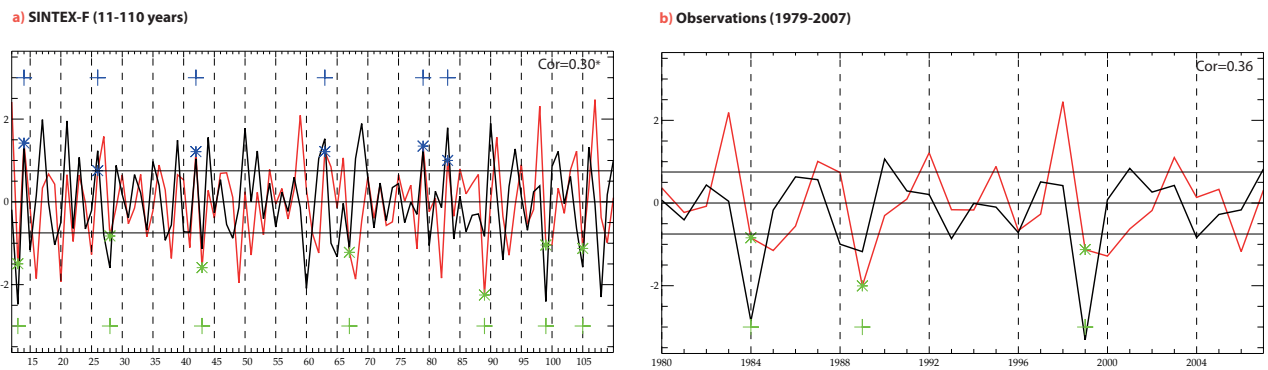 a) SINTEX-F (11-110 years)
b) Observations (1979-2007)
Cor=0.30*
Cor=0.36
2
0
-2
2
0
-2
15 20 25 30 35 40 45 50 55 60 65 70 75 80 85 90 95 100 105
1980 1984 1988 1992 1996 2000 2004